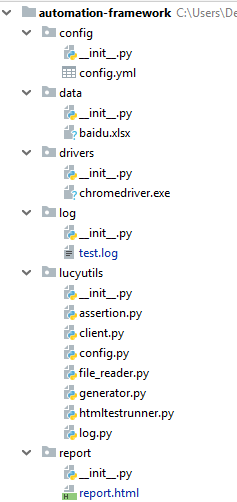 automation-framework C:\Users\De
config
__init__.py
config.yml
data
__init__.py
baidu.xlsx
drivers
__init__.py
chromedriver.exe
log
__init__.py
test.log
lucyutils
__init__.py
assertion.py
client.py
config.py
file_reader.py
generator.py
htmltestrunner.py
log.py
report
__init__.py
report.html